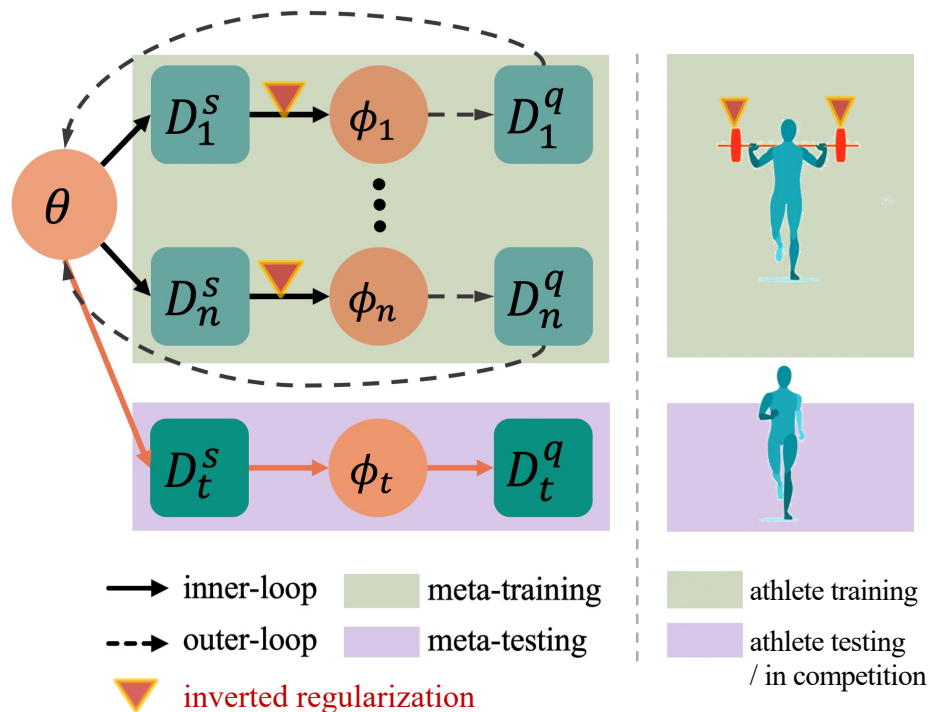 D_1^s ϕ_1 D_1^q
θ
D_n^s ϕ_n D_n^q
D_t^s ϕ_t D_t^q
inner-loop meta-training
outer-loop meta-testing
inverted regularization
athlete training
athlete testing
/ in competition